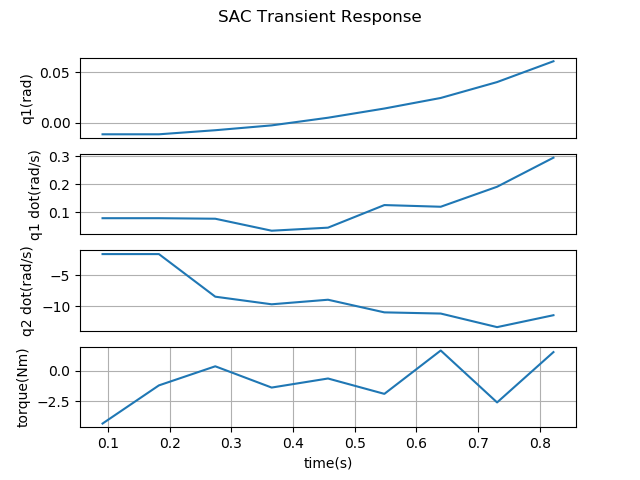 SAC Transient Response
q1(rad)
0.05
0.00
q1 dot(rad/s)
0.3
0.2
0.1
q2 dot(rad/s)
−5
−10
torque(Nm)
0.0
−2.5
0.1 0.2 0.3 0.4 0.5 0.6 0.7 0.8
time(s)